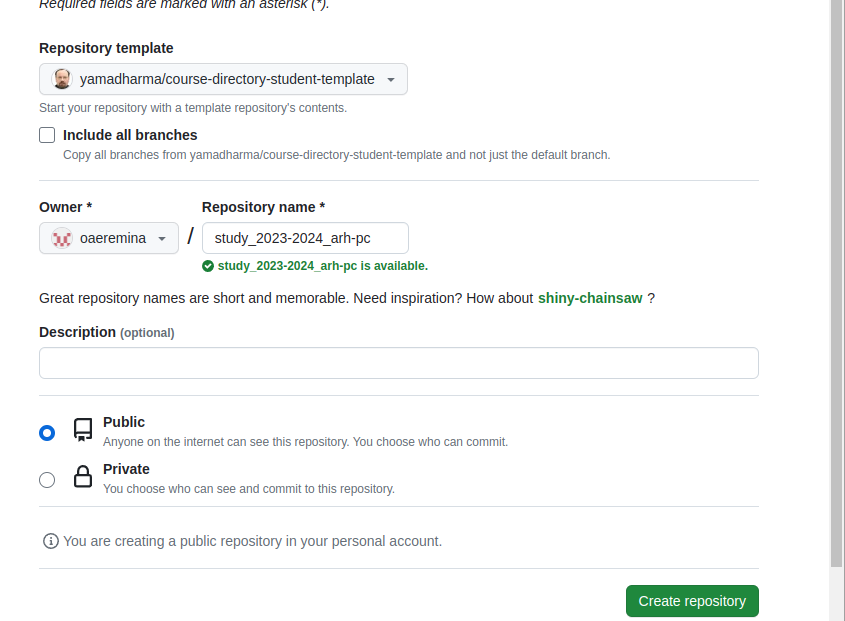 Required fields are marked with an asterisk (*).
Repository template
yamadharma/course-directory-student-template
Start your repository with a template repository's contents.
Include all branches
Copy all branches from yamadharma/course-directory-student-template and not just the default branch.
Owner * Repository name *
oaeremina / study_2023-2024_arh-pc
study_2023-2024_arh-pc is available.
Great repository names are short and memorable. Need inspiration? How about shiny-chainsaw ?
Description (optional)
Public
Anyone on the internet can see this repository. You choose who can commit.
Private
You choose who can see and commit to this repository.
You are creating a public repository in your personal account.
Create repository